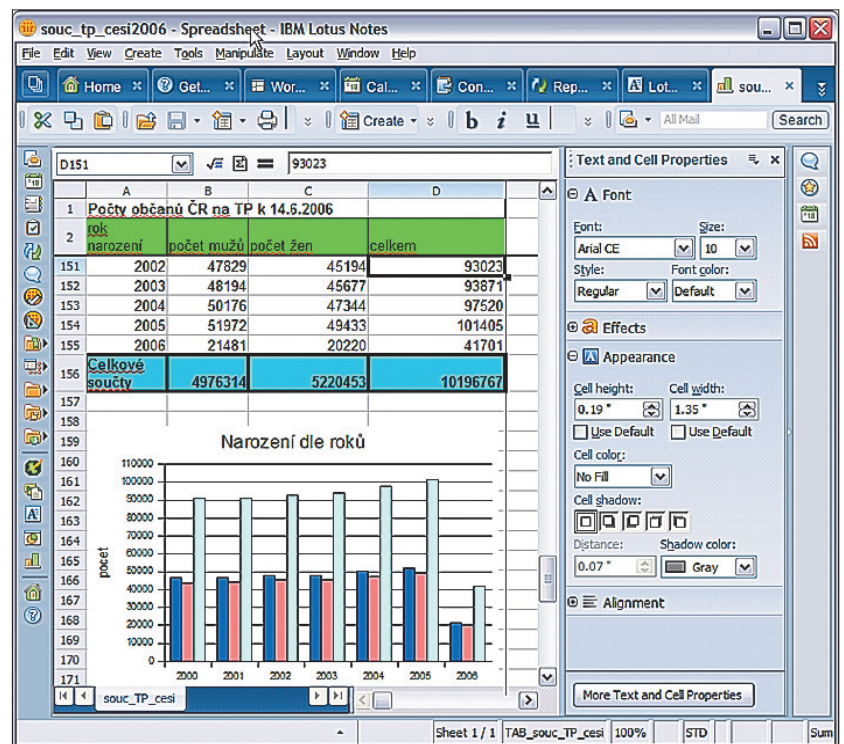 souc_tp_cesi2006 - Spreadsheet - IBM Lotus Notes
File Edit View Create Tools Manipulate Layout Window Help
Home Get... Wor... Cal... Con... Rep... Lot... sou...
Create b i u All Mail Search
D151 93023
Text and Cell Properties
A B C D
1 Počty občanů ČR na TP k 14.6.2006
2 rok narození počet mužů počet žen celkem
151 2002 47829 45194 93023
152 2003 48194 45677 93871
153 2004 50176 47344 97520
154 2005 51972 49433 101405
155 2006 21481 20220 41701
156 Celkové součty 4976314 5220453 10196767
157
158
159
160
161
162
163
164
165
166
167
168
169
170
171
Narození dle roků
110000
100000
90000
80000
70000
60000
50000
40000
30000
20000
10000
0
pocet
2000 2001 2002 2003 2004 2005 2006
A Font
Font: Size:
Arial CE 10
Style: Font color:
Regular Default
a Effects
A Appearance
Cell height: Cell width:
0.19 " 1.35 "
Use Default Use Default
Cell color:
No Fill
Cell shadow:
Distance: Shadow color:
0.07 " Gray
Alignment
More Text and Cell Properties
souc_TP_cesi
Sheet 1 / 1 TAB_souc_TP_cesi 100% STD Sum